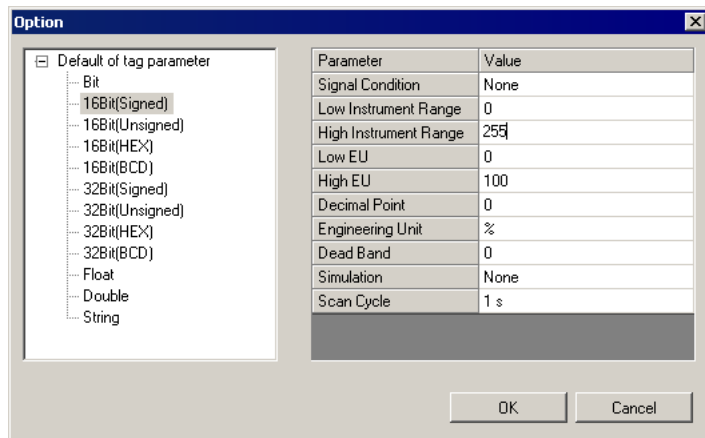 Option
Default of tag parameter
Bit
16Bit(Signed)
16Bit(Unsigned)
16Bit(HEX)
16Bit(BCD)
32Bit(Signed)
32Bit(Unsigned)
32Bit(HEX)
32Bit(BCD)
Float
Double
String
Parameter Value
Signal Condition None
Low Instrument Range 0
High Instrument Range 255
Low EU 0
High EU 100
Decimal Point 0
Engineering Unit %
Dead Band 0
Simulation None
Scan Cycle 1 s
OK Cancel